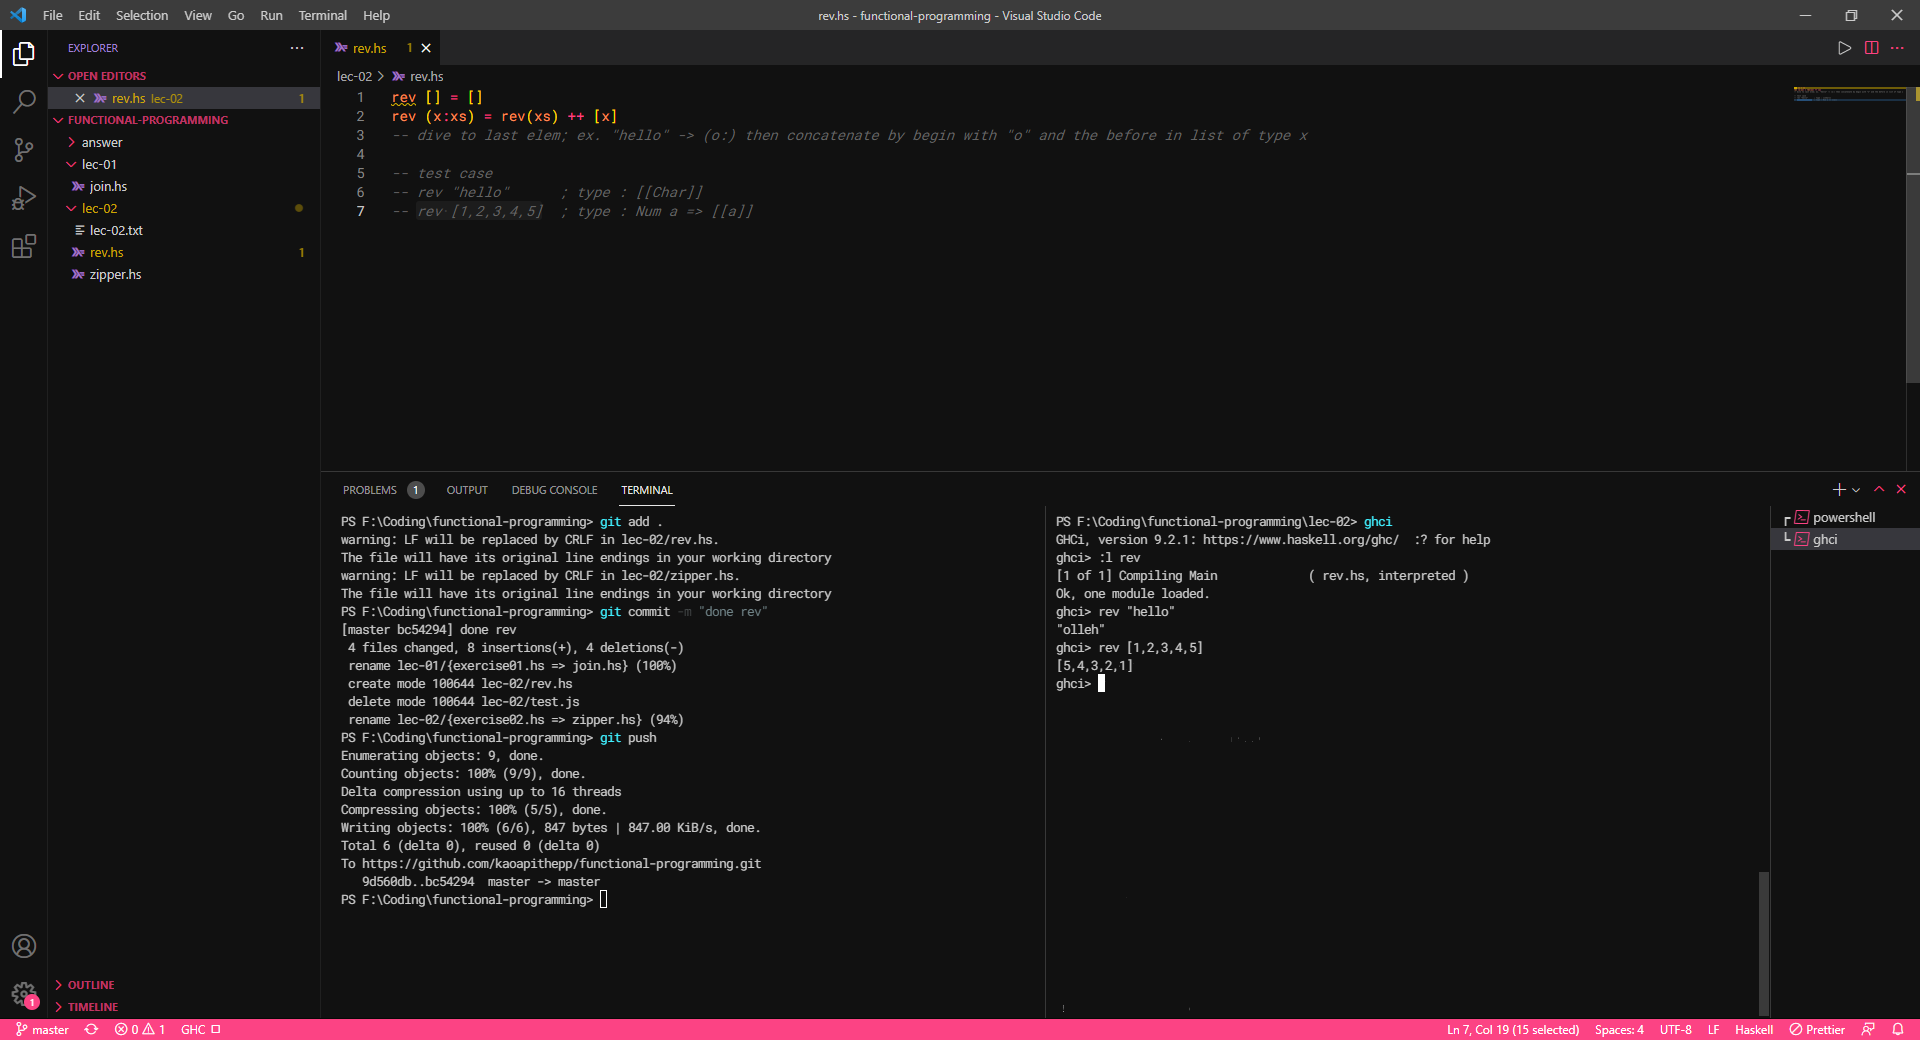 File Edit Selection View Go Run Terminal Help
rev.hs - functional-programming - Visual Studio Code
EXPLORER
OPEN EDITORS
rev.hs lec-02 1
FUNCTIONAL-PROGRAMMING
answer
lec-01
join.hs
lec-02
lec-02.txt
rev.hs 1
zipper.hs
OUTLINE
TIMELINE
rev.hs 1
lec-02 > rev.hs
1 rev [] = []
2 rev (x:xs) = rev(xs) ++ [x]
3 -- dive to last elem; ex. "hello" -> (o:) then concatenate by begin with "o" and the before in list of type x
4
5 -- test case
6 -- rev "hello" ; type : [[Char]]
7 -- rev [1,2,3,4,5] ; type : Num a => [[a]]
PROBLEMS 1 OUTPUT DEBUG CONSOLE TERMINAL
PS F:\Coding\functional-programming> git add .
warning: LF will be replaced by CRLF in lec-02/rev.hs.
The file will have its original line endings in your working directory
warning: LF will be replaced by CRLF in lec-02/zipper.hs.
The file will have its original line endings in your working directory
PS F:\Coding\functional-programming> git commit -m "done rev"
[master bc54294] done rev
4 files changed, 8 insertions(+), 4 deletions(-)
rename lec-01/{exercise01.hs => join.hs} (100%)
create mode 100644 lec-02/rev.hs
delete mode 100644 lec-02/test.js
rename lec-02/{exercise02.hs => zipper.hs} (94%)
PS F:\Coding\functional-programming> git push
Enumerating objects: 9, done.
Counting objects: 100% (9/9), done.
Delta compression using up to 16 threads
Compressing objects: 100% (5/5), done.
Writing objects: 100% (6/6), 847 bytes | 847.00 KiB/s, done.
Total 6 (delta 0), reused 0 (delta 0)
To https://github.com/kaoapithepp/functional-programming.git
9d560db..bc54294 master -> master
PS F:\Coding\functional-programming>
PS F:\Coding\functional-programming\lec-02> ghci
GHCi, version 9.2.1: https://www.haskell.org/ghc/ :? for help
ghci> :l rev
[1 of 1] Compiling Main ( rev.hs, interpreted )
Ok, one module loaded.
ghci> rev "hello"
"olleh"
ghci> rev [1,2,3,4,5]
[5,4,3,2,1]
ghci>
powershell
ghci
1
master 0 1 GHC
Ln 7, Col 19 (15 selected) Spaces: 4 UTF-8 LF Haskell Prettier